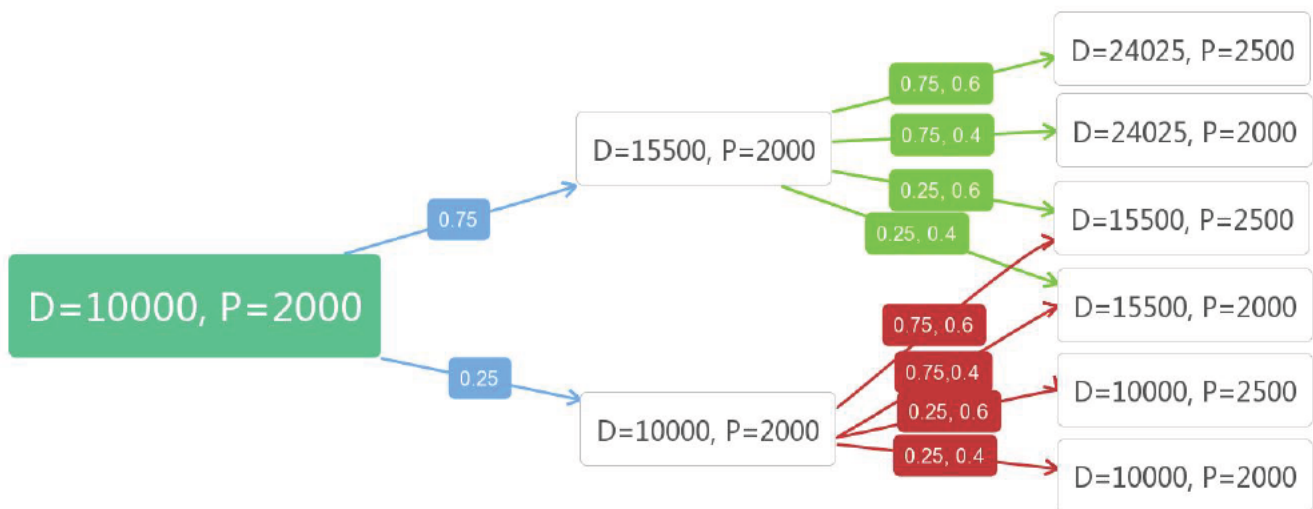 D=10000, P=2000
0.75
0.25
D=15500, P=2000
D=10000, P=2000
0.75, 0.6
0.75, 0.4
0.25, 0.6
0.25, 0.4
0.75, 0.6
0.75,0.4
0.25, 0.6
0.25, 0.4
D=24025, P=2500
D=24025, P=2000
D=15500, P=2500
D=15500, P=2000
D=10000, P=2500
D=10000, P=2000